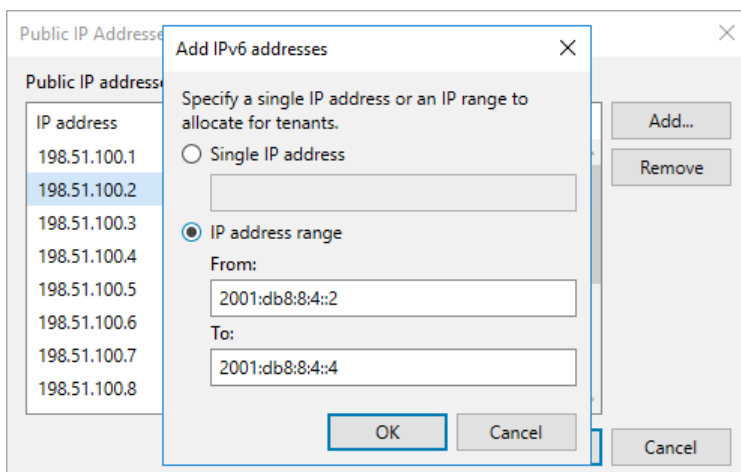 Public IP Addresse
Add IPv6 addresses
Public IP addresse
Specify a single IP address or an IP range to
allocate for tenants.
IP address
Add...
198.51.100.1
Single IP address
Remove
198.51.100.2
198.51.100.3
IP address range
198.51.100.4
From:
198.51.100.5
2001:db8:8:4::2
198.51.100.6
To:
198.51.100.7
2001:db8:8:4::4
198.51.100.8
OK
Cancel
Cancel